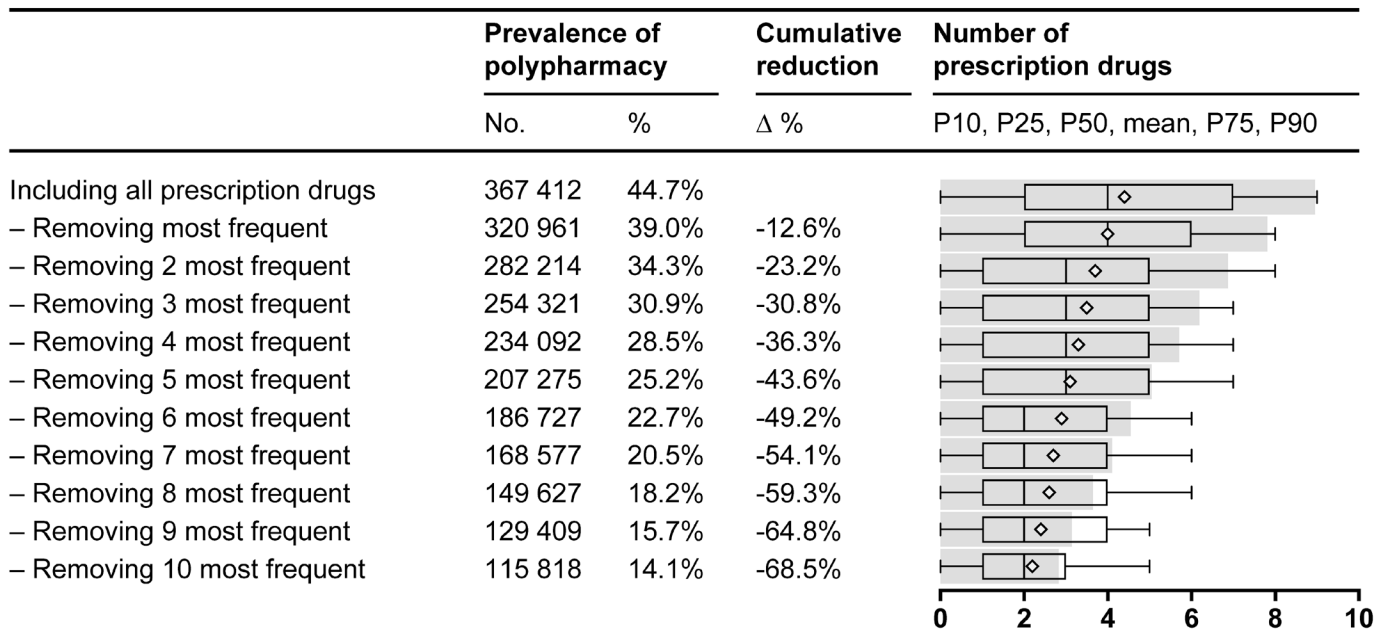 Prevalence of polypharmacy Cumulative reduction Number of prescription drugs
No. % Δ % P10, P25, P50, mean, P75, P90
Including all prescription drugs 367 412 44.7%
– Removing most frequent 320 961 39.0% -12.6%
– Removing 2 most frequent 282 214 34.3% -23.2%
– Removing 3 most frequent 254 321 30.9% -30.8%
– Removing 4 most frequent 234 092 28.5% -36.3%
– Removing 5 most frequent 207 275 25.2% -43.6%
– Removing 6 most frequent 186 727 22.7% -49.2%
– Removing 7 most frequent 168 577 20.5% -54.1%
– Removing 8 most frequent 149 627 18.2% -59.3%
– Removing 9 most frequent 129 409 15.7% -64.8%
– Removing 10 most frequent 115 818 14.1% -68.5%
0 2 4 6 8 10